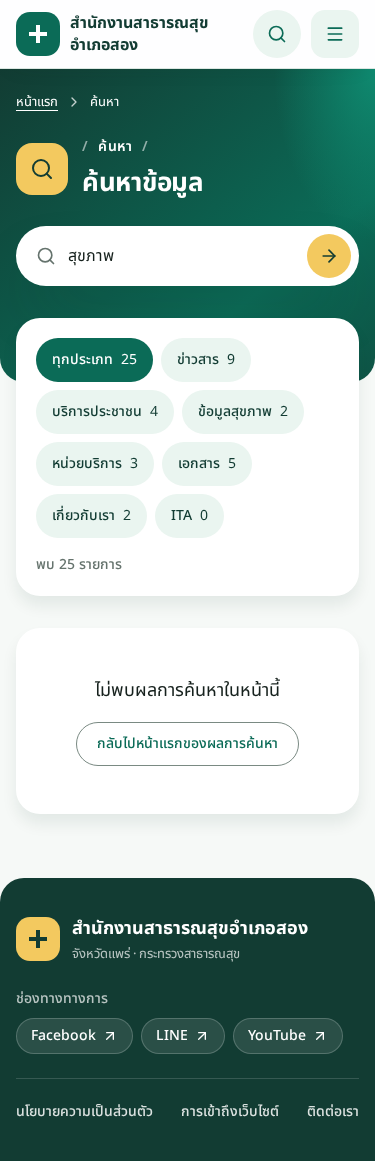 สำนักงานสาธารณสุข
อำเภอสอง
หน้าแรก > ค้นหา
/ ค้นหา /
ค้นหาข้อมูล
สุขภาพ
ทุกประเภท 25 ข่าวสาร 9
บริการประชาชน 4 ข้อมูลสุขภาพ 2
หน่วยบริการ 3 เอกสาร 5
เกี่ยวกับเรา 2 ITA 0
พบ 25 รายการ
ไม่พบผลการค้นหาในหน้านี้
กลับไปหน้าแรกของผลการค้นหา
สำนักงานสาธารณสุขอำเภอสอง
จังหวัดแพร่ · กระทรวงสาธารณสุข
ช่องทางทางการ
Facebook LINE YouTube
นโยบายความเป็นส่วนตัว การเข้าถึงเว็บไซต์ ติดต่อเรา